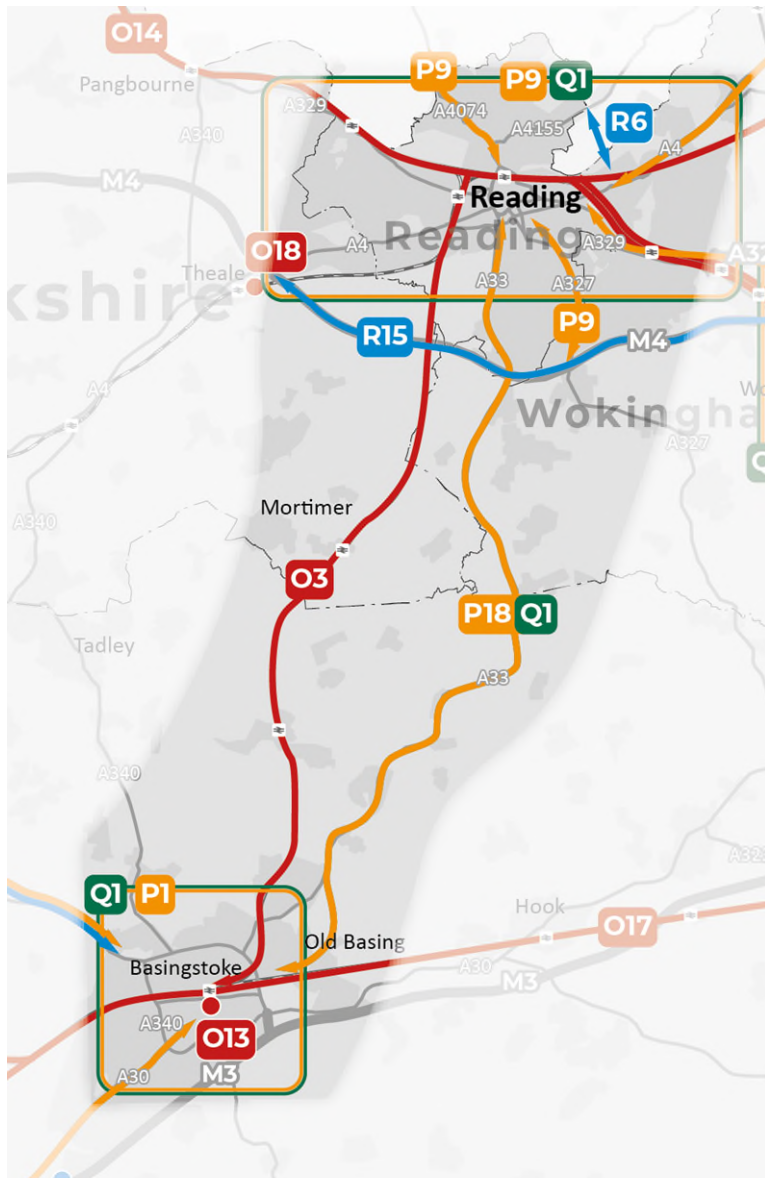 O14
Pangbourne
P9
P9 Q1
A329
A4074
A4155
R6
A340
A4
M4
Reading
Reading
O18
A4
A329
A32
Theale
A33
A327
kshire
P9
R15
M4
A4
Wokingha
A327
Q
Mortimer
A340
O3
P18 Q1
Tadley
A33
A340
Q1 P1
Hook
O17
Old Basing
Basingstoke
A30
M3
A340
O13
A30
M3